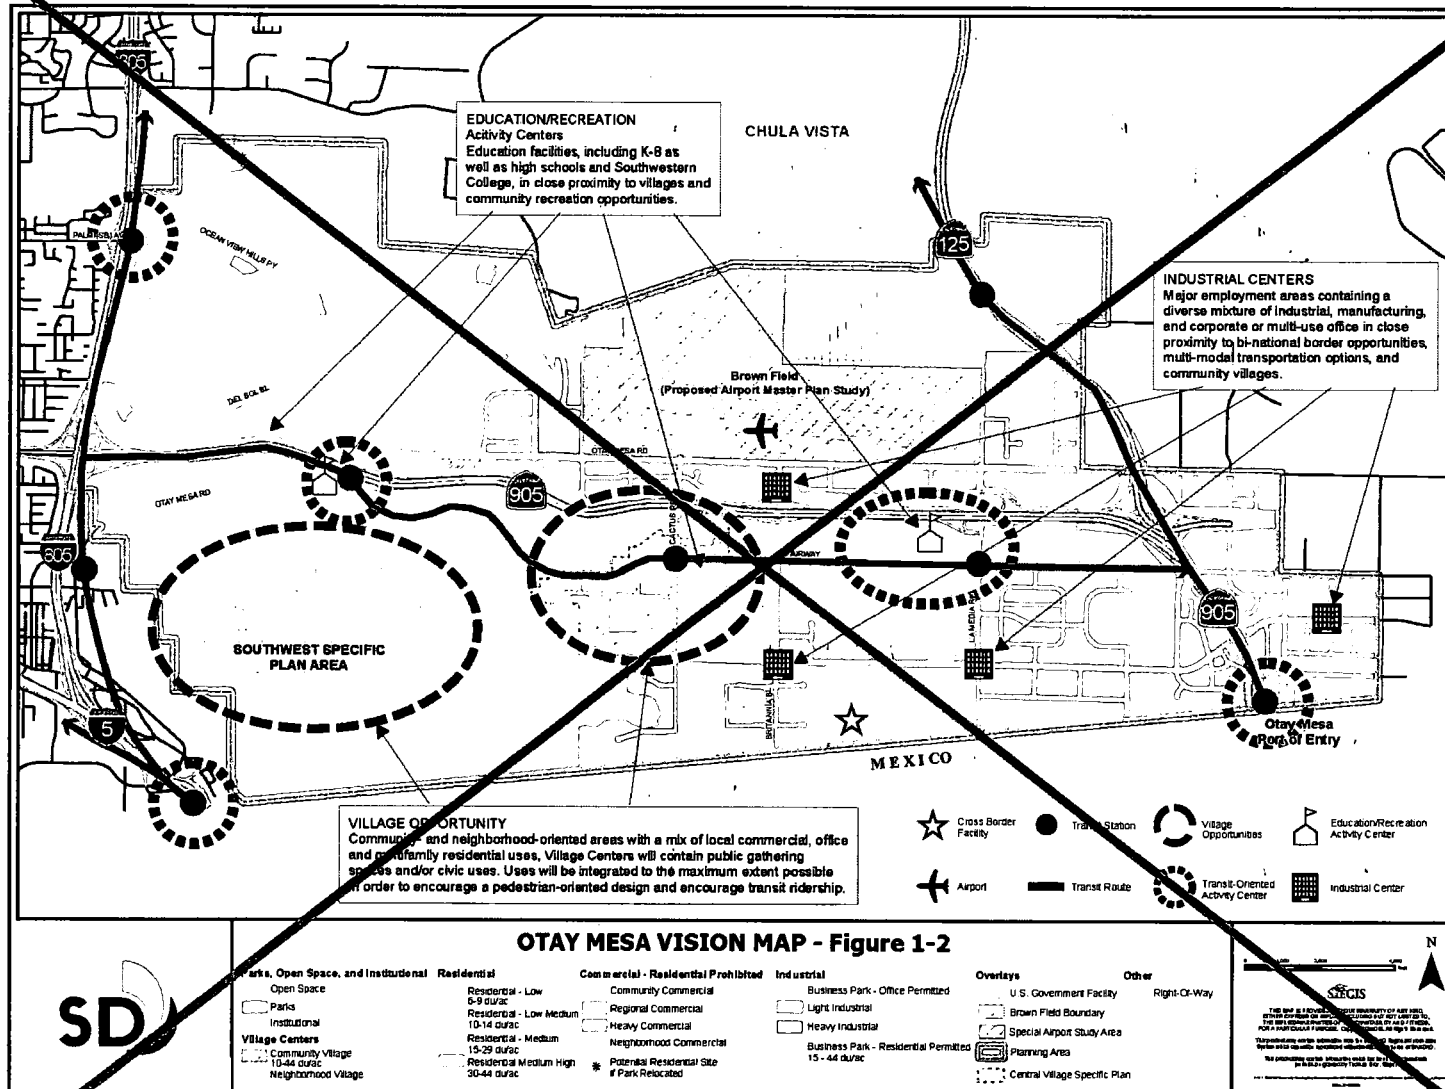 805
EDUCATION/RECREATION
Acitivity Centers
Education facilities, including K-8 as
well as high schools and Southwestern
College, in close proximity to villages and
community recreation opportunities.
CHULA VISTA
OCEAN VIEW HILLS PY
125
INDUSTRIAL CENTERS
Major employment areas containing a
diverse mixture of industrial, manufacturing,
and corporate or multi-use office in close
proximity to bi-national border opportunities,
multi-modal transportation options, and
community villages.
Brown Field
(Proposed Airport Master Plan Study)
DEL SOL BL
OTAY MESA RD
OTAY MESA RD
905
CACTUS RD
AIRWAY
805
LA MEDIA RD
905
SOUTHWEST SPECIFIC
PLAN AREA
BRITANNIA BL
5
Otay Mesa
Port of Entry
MEXICO
VILLAGE OPPORTUNITY
Community- and neighborhood-oriented areas with a mix of local commercial, office
and multifamily residential uses, Village Centers will contain public gathering
spaces and/or civic uses. Uses will be integrated to the maximum extent possible
in order to encourage a pedestrian-oriented design and encourage transit ridership.
Cross Border
Facility
Transit Station
Village
Opportunities
Education/Recreation
Activity Center
Airport
Transit Route
Transit-Oriented
Activity Center
Industrial Center
OTAY MESA VISION MAP - Figure 1-2
SD
Parks, Open Space, and Institutional
Open Space
Parks
Institutional
Village Centers
Community Village
10-44 du/ac
Neighborhood Village
Residential
Residential - Low
5-9 du/ac
Residential - Low Medium
10-14 du/ac
Residential - Medium
15-29 du/ac
Residential Medium High
30-44 du/ac
Commercial - Residential Prohibited
Community Commercial
Regional Commercial
Heavy Commercial
Neighborhood Commercial
* Potential Residential Site
if Park Relocated
Industrial
Business Park - Office Permitted
Light Industrial
Heavy Industrial
Business Park - Residential Permitted
15 - 44 du/ac
Overlays
U.S. Government Facility
Brown Field Boundary
Special Airport Study Area
Planning Area
Central Village Specific Plan
Other
Right-Of-Way
N
SanGIS